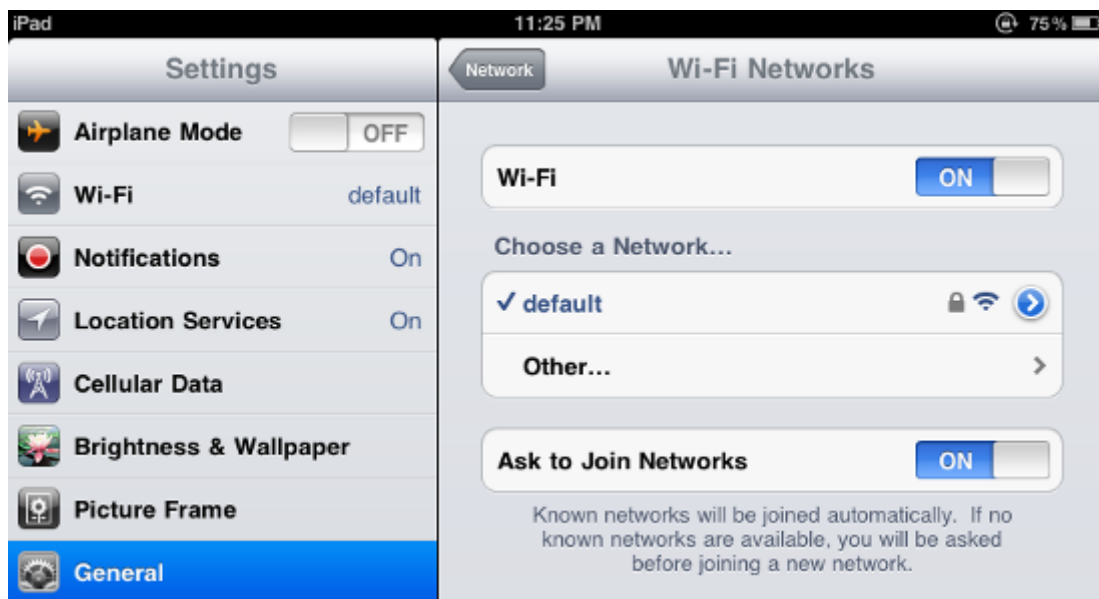 iPad 11:25 PM 75%
Settings
Network Wi-Fi Networks
Airplane Mode OFF
Wi-Fi default
Notifications On
Location Services On
Cellular Data
Brightness & Wallpaper
Picture Frame
General
Wi-Fi ON
Choose a Network...
default
Other...
Ask to Join Networks ON
Known networks will be joined automatically. If no
known networks are available, you will be asked
before joining a new network.